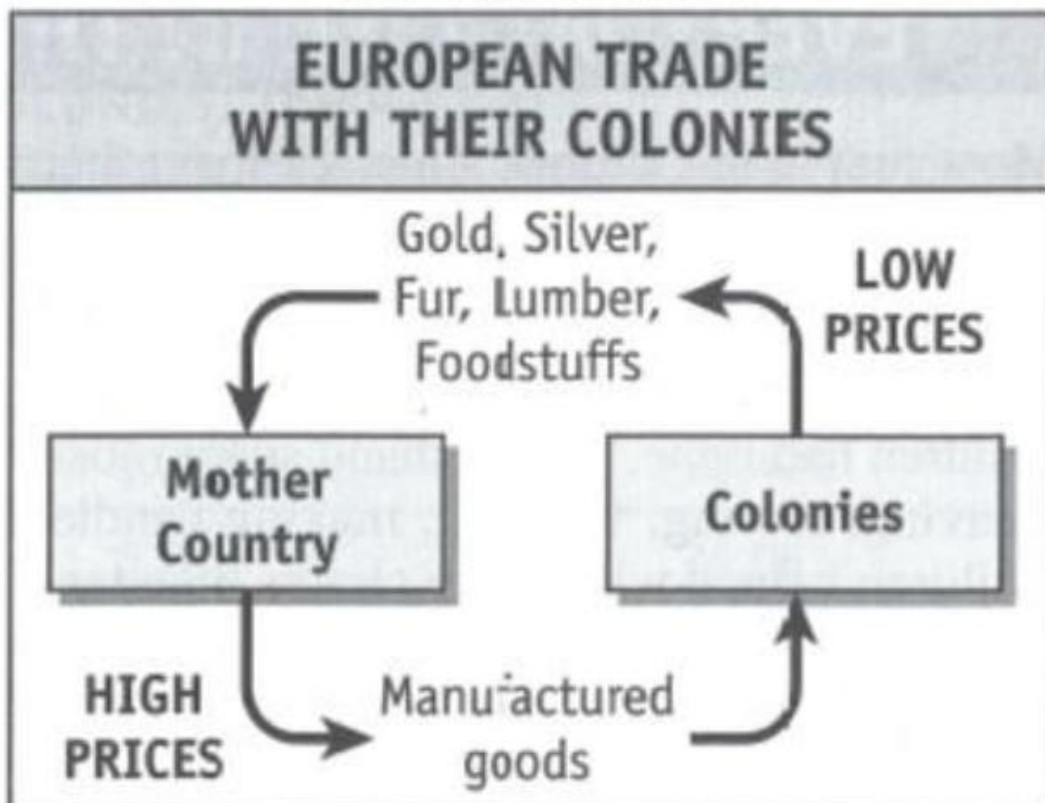 EUROPEAN TRADE
WITH THEIR COLONIES
Gold, Silver,
Fur, Lumber,
Foodstuffs
LOW
PRICES
Mother
Country
Colonies
HIGH
PRICES
Manufactured
goods